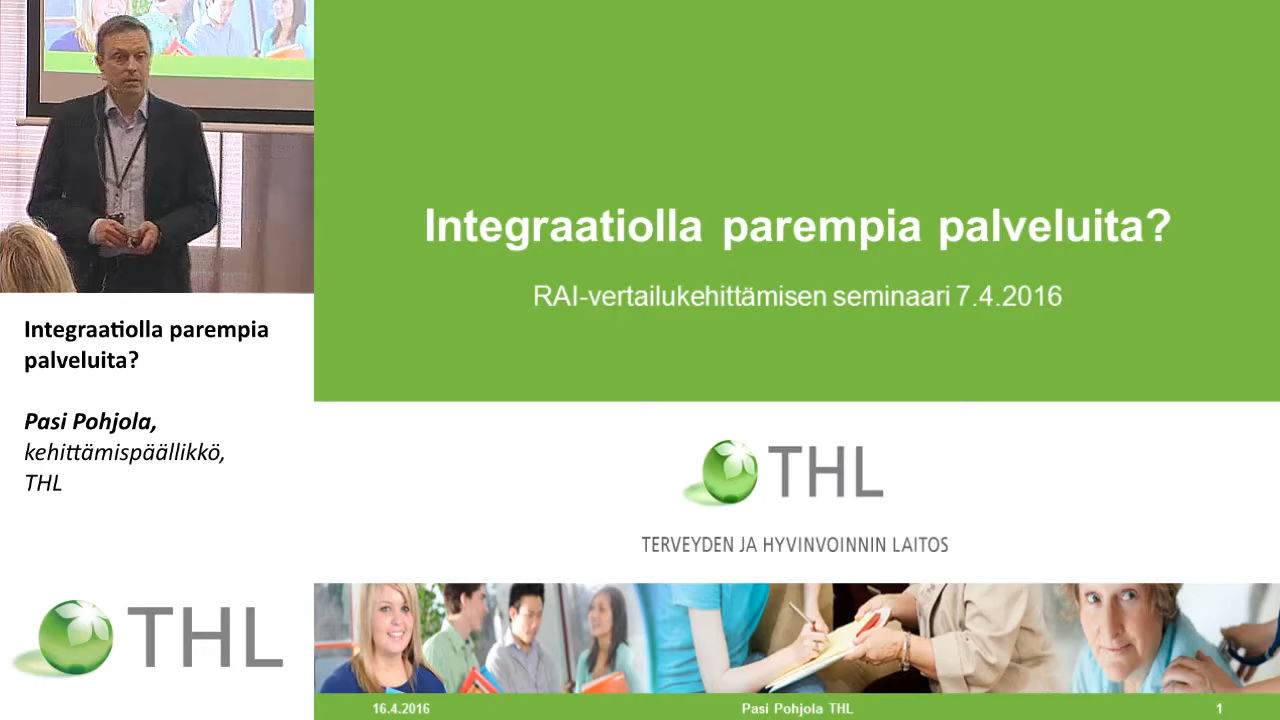 Integraatiolla parempia
palveluita?
Pasi Pohjola,
kehittämispäällikkö,
THL
THL
Integraatiolla parempia palveluita?
RAI-vertailukehittämisen seminaari 7.4.2016
THL
TERVEYDEN JA HYVINVOINNIN LAITOS
16.4.2016
Pasi Pohjola THL
1